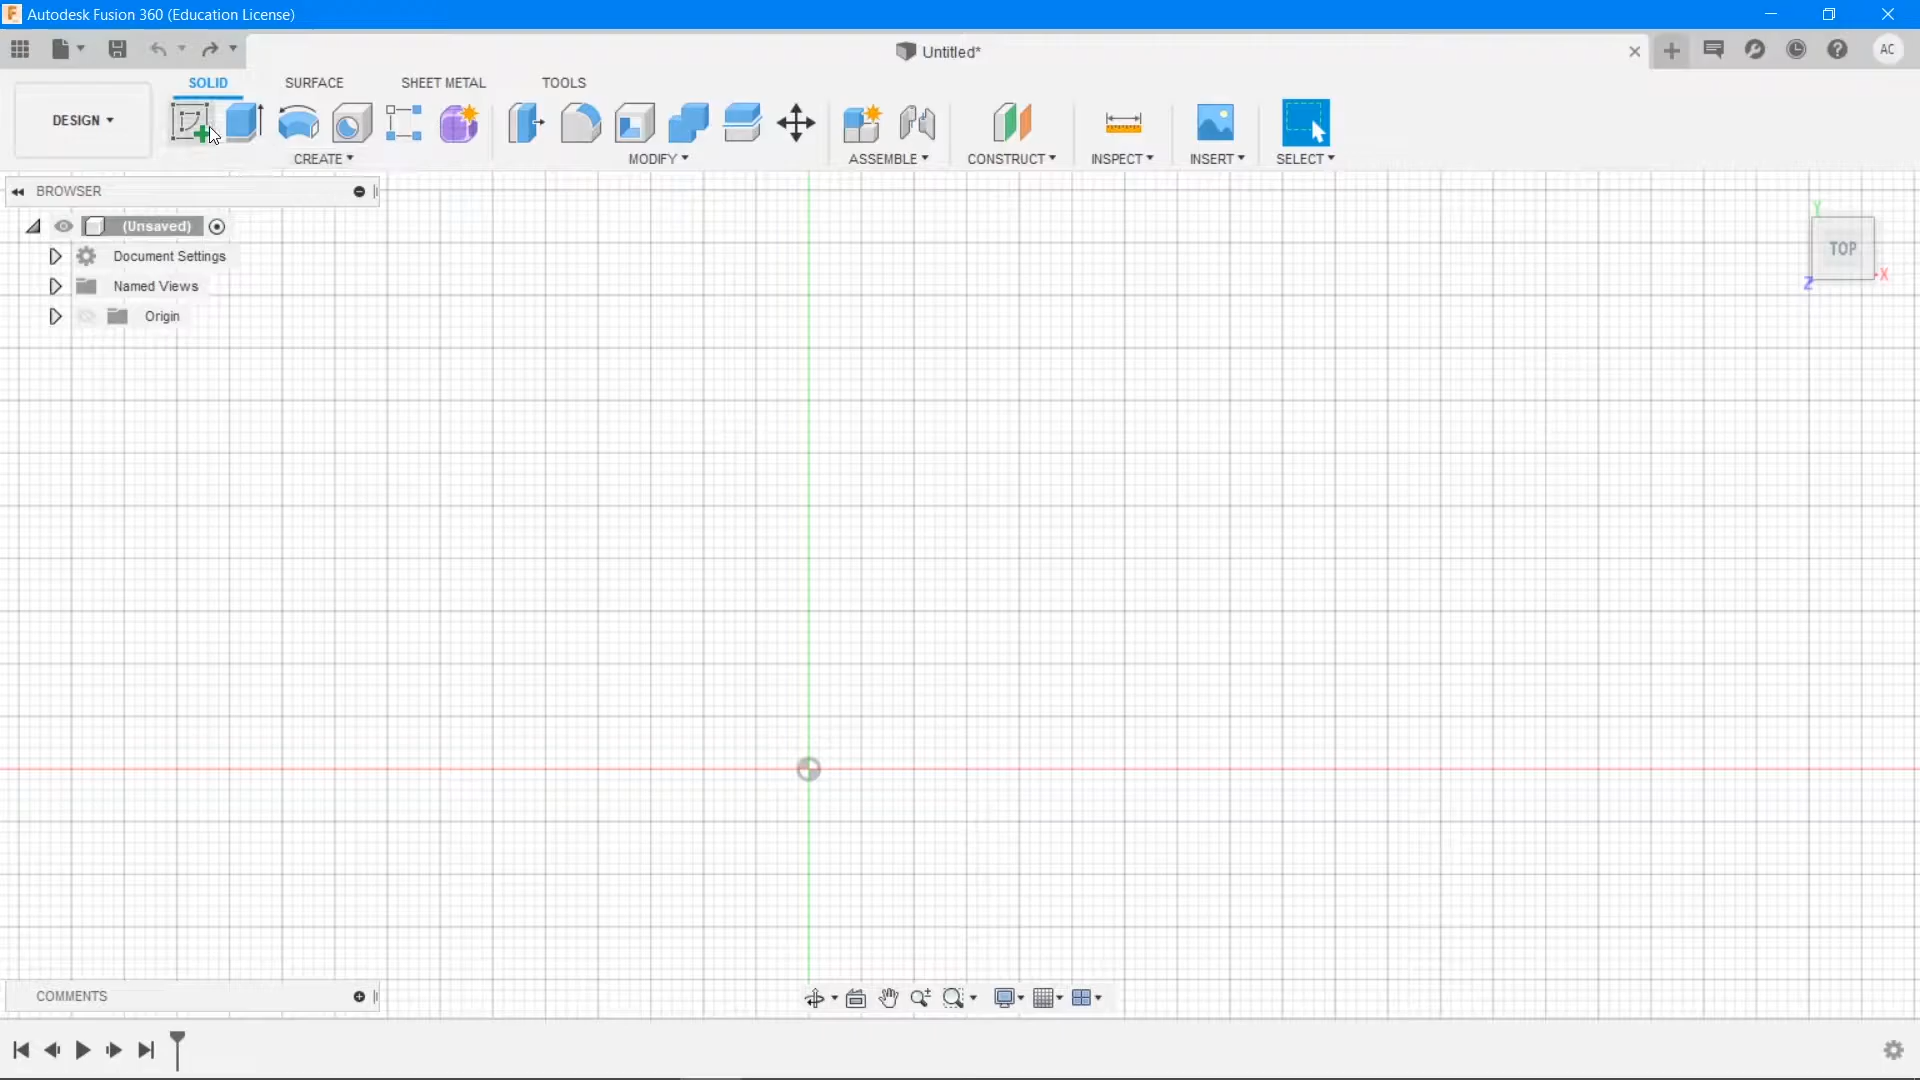 Autodesk Fusion 360 (Education License)
Untitled*
AC
SOLID SURFACE SHEET METAL TOOLS
DESIGN
CREATE MODIFY ASSEMBLE CONSTRUCT INSPECT INSERT SELECT
BROWSER
(Unsaved)
Document Settings
Named Views
Origin
Y
TOP
X
Z
COMMENTS